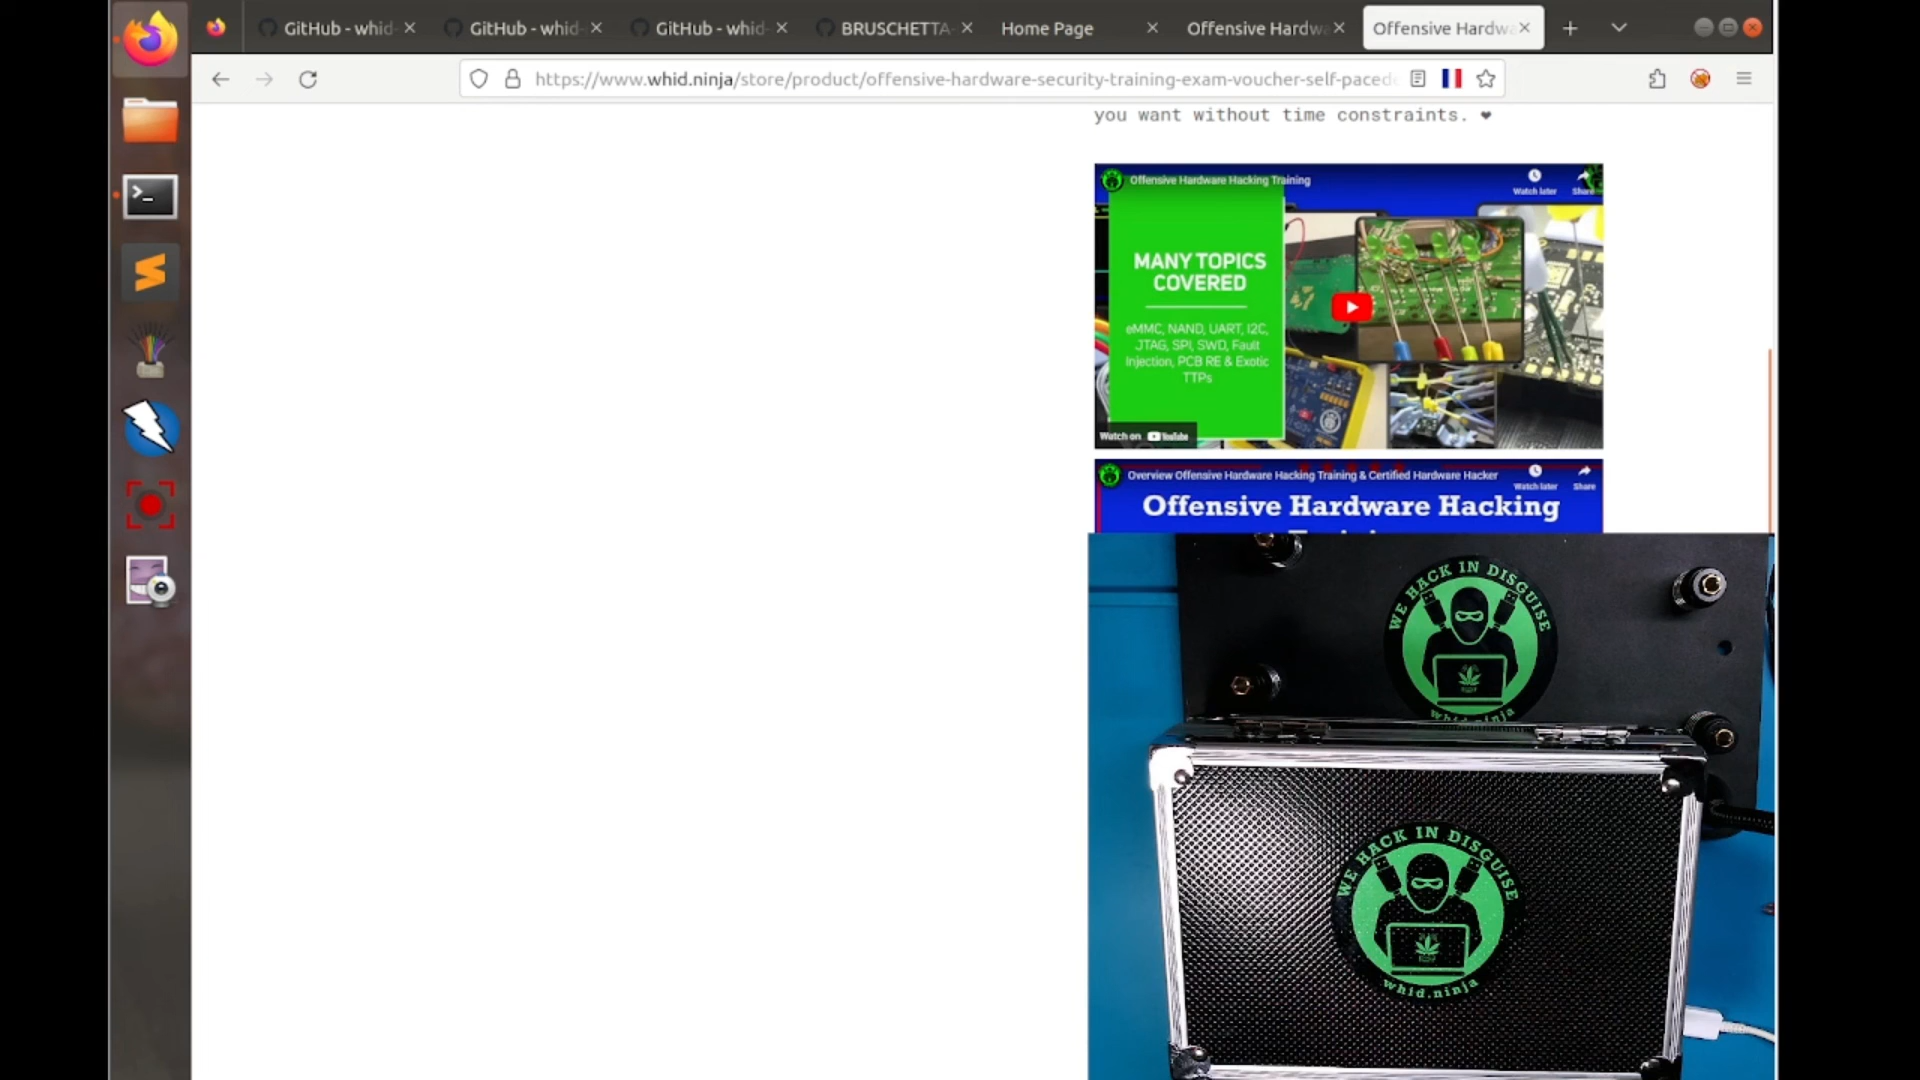 GitHub - whid-
GitHub - whid-
GitHub - whid-
BRUSCHETTA-
Home Page
Offensive Hardwa
Offensive Hardwa
https://www.whid.ninja/store/product/offensive-hardware-security-training-exam-voucher-self-paced
you want without time constraints. ❤
Offensive Hardware Hacking Training
Watch later
Share
MANY TOPICS
COVERED
eMMC, NAND, UART, I2C,
JTAG, SPI, SWD, Fault
Injection, PCB RE & Exotic
TTPs
Watch on YouTube
Overview Offensive Hardware Hacking Training & Certified Hardware Hacker
Watch later
Share
Offensive Hardware Hacking
WE HACK IN DISGUISE
whid.ninja
WE HACK IN DISGUISE
whid.ninja